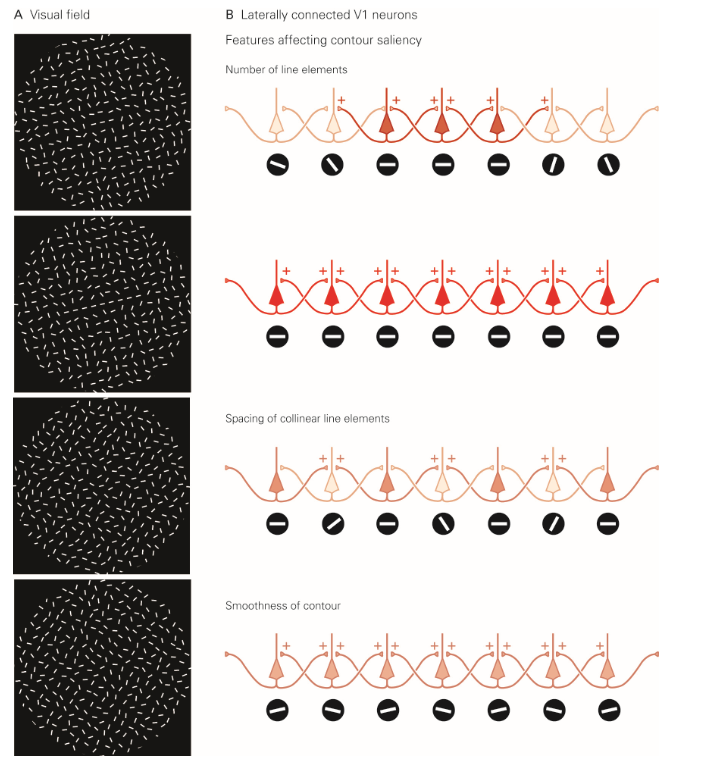 A Visual field
B Laterally connected V1 neurons
Features affecting contour saliency
Number of line elements
+ + + + + + + +
+ + + + + + + + + + + +
Spacing of collinear line elements
+ + + + + +
Smoothness of contour
+ + + + + + + + + + + +